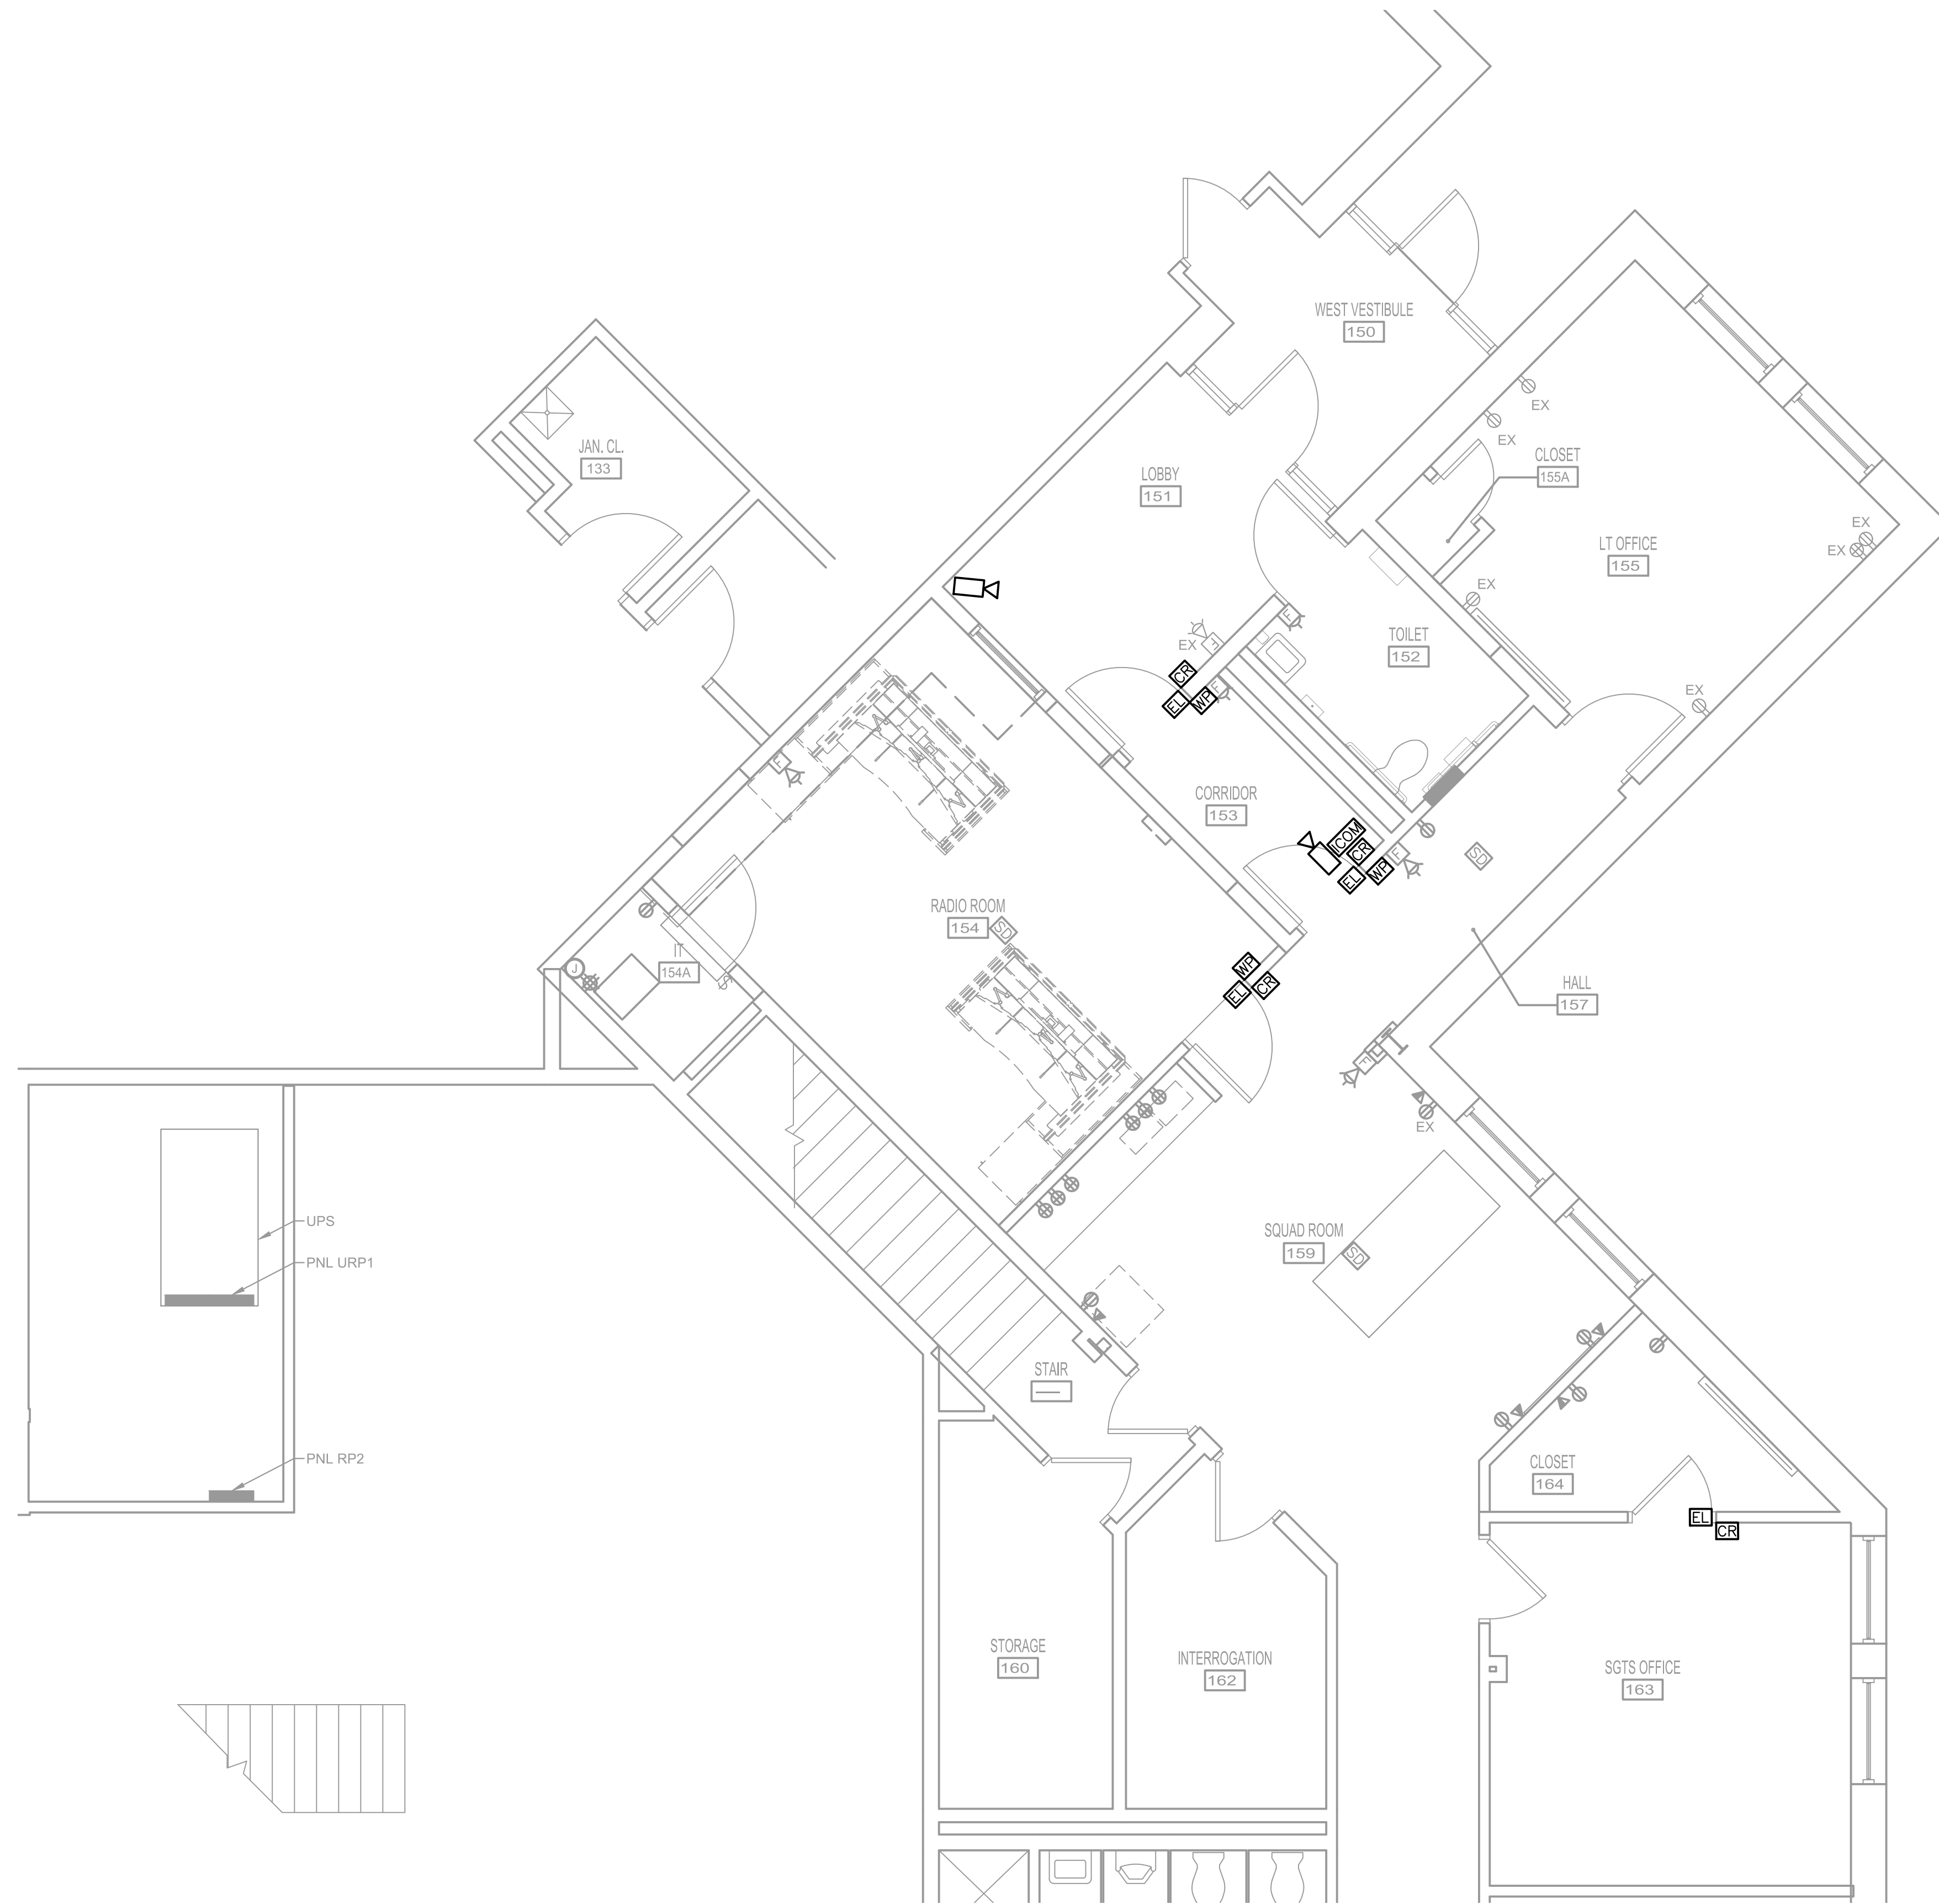 WEST VESTIBULE
150
JAN. CL.
133
LOBBY
151
EX
EX
CLOSET
155A
LT OFFICE
155
EX
EX
EX
EX
TOILET
152
F
EX
F
CR
EL
WP
F
F
CORRIDOR
153
ICOM
CR
EL
WP
F
SD
RADIO ROOM
154
SD
IT
154A
J
S
WP
EL
CR
HALL
157
F
EX
UPS
PNL URP1
PNL RP2
SQUAD ROOM
159
SD
STAIR
CLOSET
164
EL
CR
STORAGE
160
INTERROGATION
162
SGTS OFFICE
163